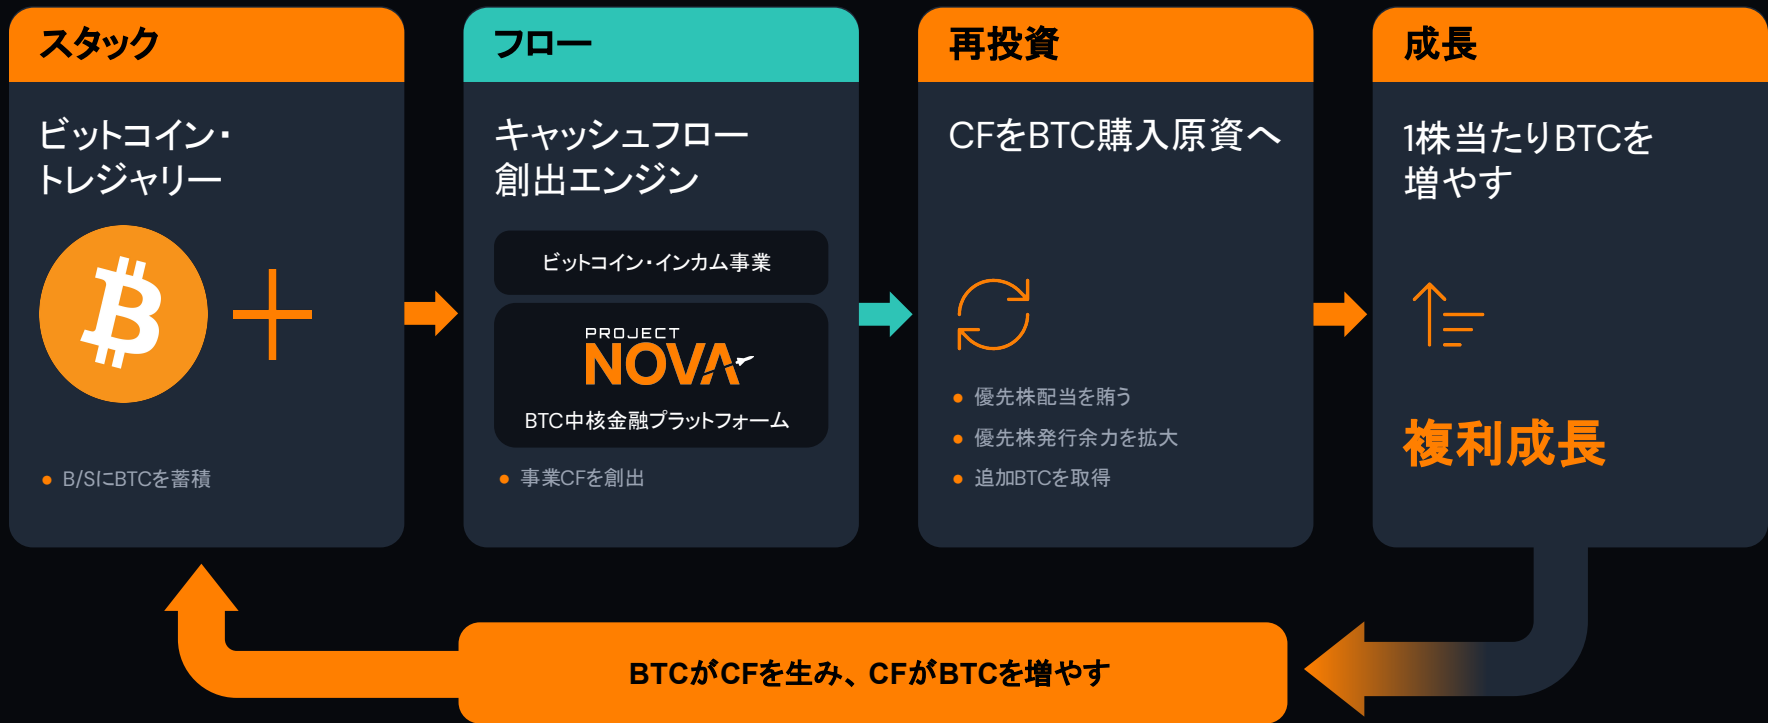 スタック
ビットコイン・
トレジャリー
B/SにBTCを蓄積
フロー
キャッシュフロー
創出エンジン
ビットコイン・インカム事業
PROJECT
NOVA
BTC中核金融プラットフォーム
事業CFを創出
再投資
CFをBTC購入原資へ
優先株配当を賄う
優先株発行余力を拡大
追加BTCを取得
成長
1株当たりBTCを
増やす
複利成長
BTCがCFを生み、CFがBTCを増やす